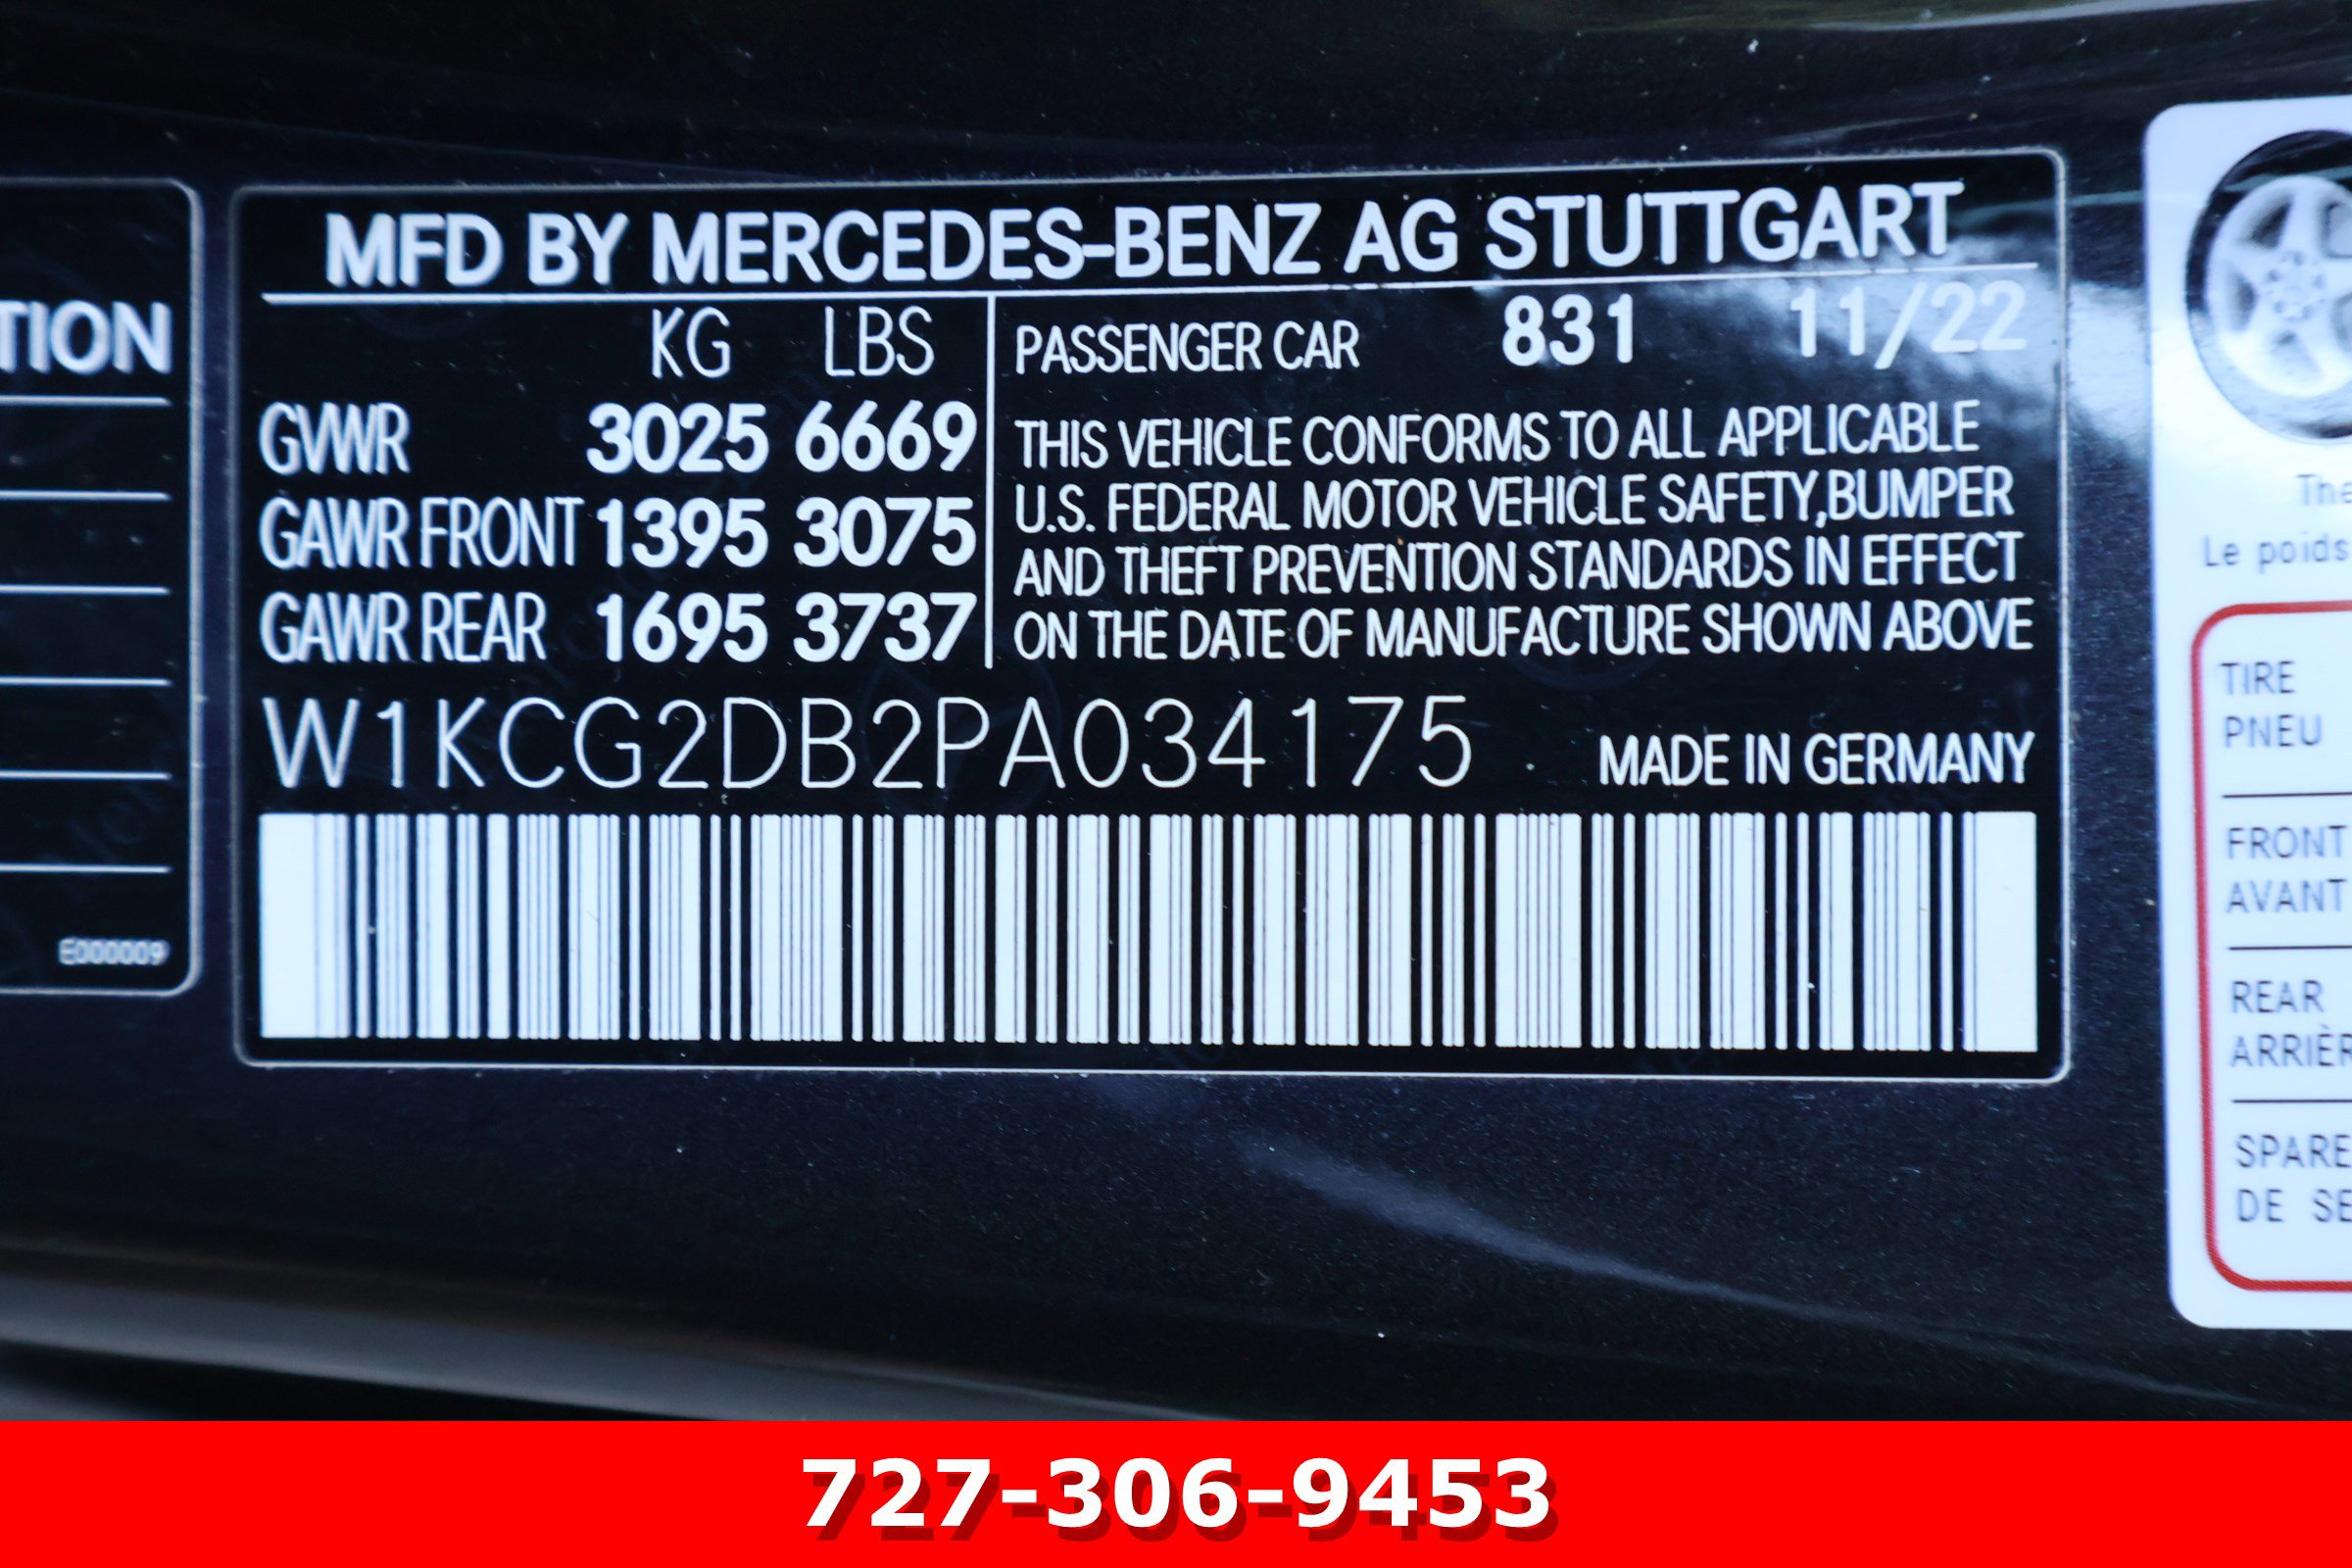 TION
E000009
MFD BY MERCEDES-BENZ AG STUTTGART
KG LBS
GVWR 3025 6669
GAWR FRONT 1395 3075
GAWR REAR 1695 3737
PASSENGER CAR 831 11/22
THIS VEHICLE CONFORMS TO ALL APPLICABLE
U.S. FEDERAL MOTOR VEHICLE SAFETY,BUMPER
AND THEFT PREVENTION STANDARDS IN EFFECT
ON THE DATE OF MANUFACTURE SHOWN ABOVE
W1KCG2DB2PA034175
MADE IN GERMANY
The
Le poids
TIRE
PNEU
FRONT
AVANT
REAR
ARRIÈR
SPARE
DE SE
727-306-9453